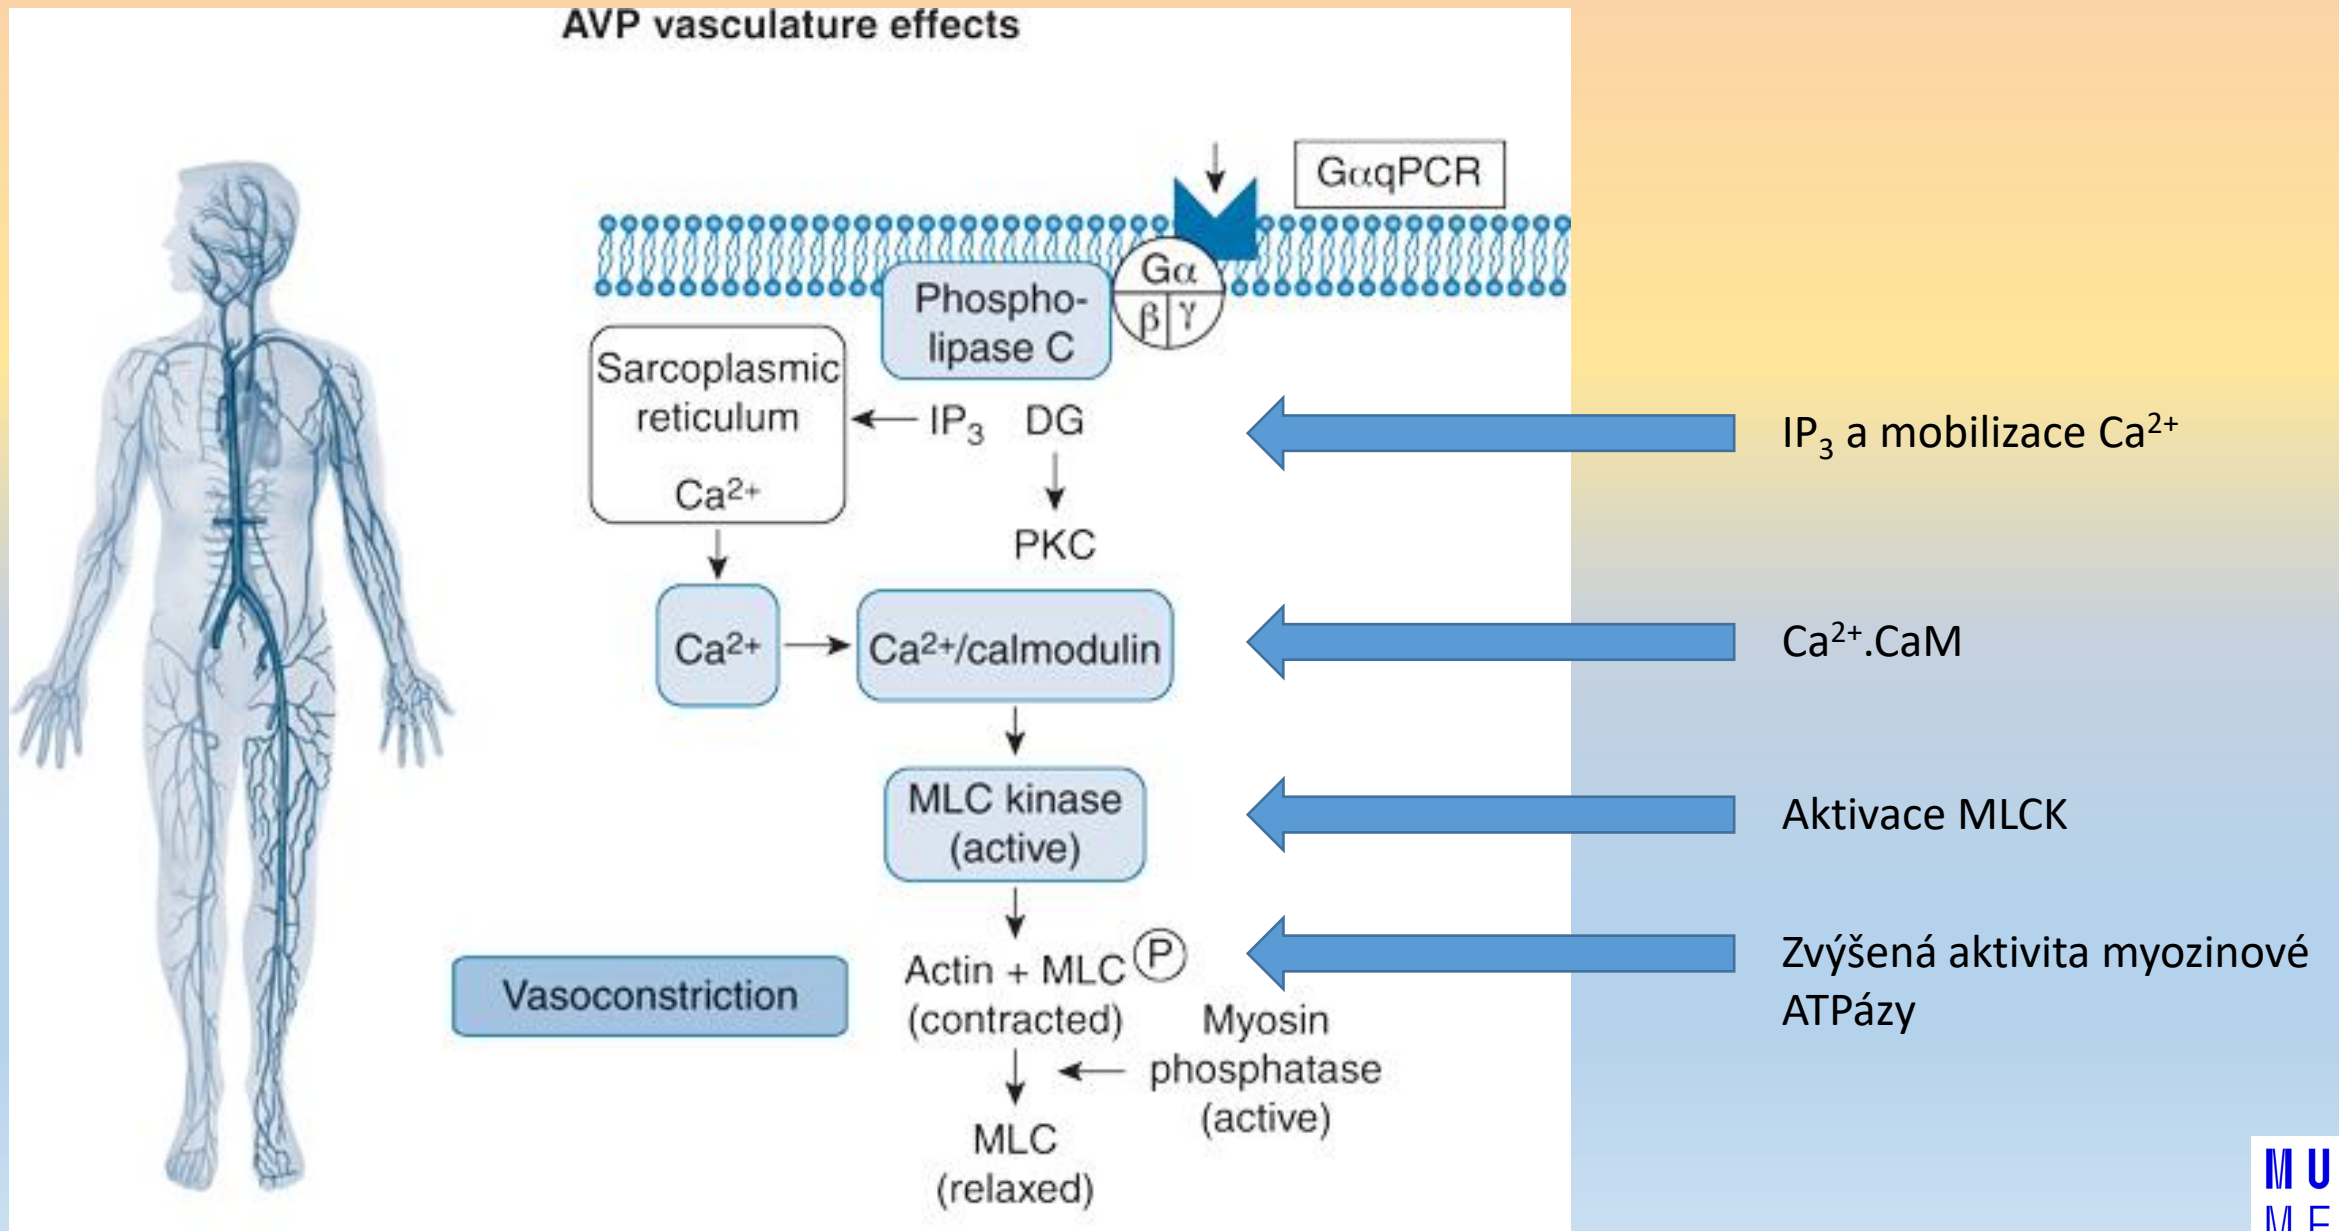 AVP vasculature effects
GαqPCR
Gα
β γ
Phospho-
lipase C
Sarcoplasmic
reticulum
Ca²⁺
IP₃ DG
PKC
Ca²⁺
Ca²⁺/calmodulin
MLC kinase
(active)
Vasoconstriction
Actin + MLC P
(contracted)
Myosin
phosphatase
(active)
MLC
(relaxed)
IP₃ a mobilizace Ca²⁺
Ca²⁺.CaM
Aktivace MLCK
Zvýšená aktivita myozinové
ATPázy
MU